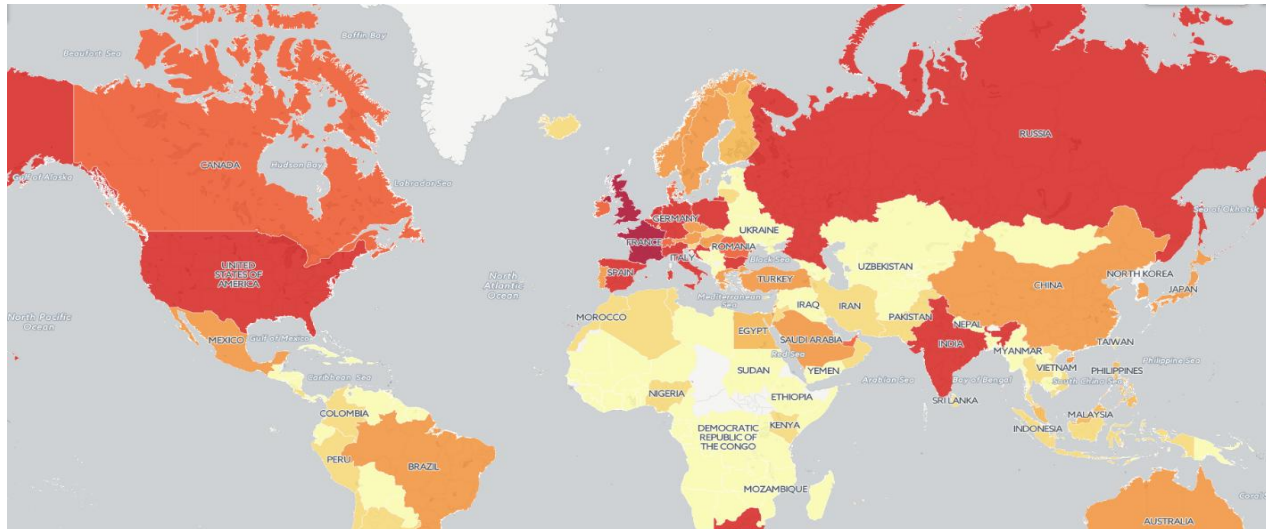 Baffin Bay
Beaufort Sea
RUSSIA
CANADA
Hudson Bay
Gulf of Alaska
Labrador Sea
Sea of Okhotsk
GERMANY
UKRAINE
FRANCE
ROMANIA
ITALY
Black Sea
UZBEKISTAN
UNITED
STATES OF
AMERICA
SPAIN
North
Atlantic
Ocean
TURKEY
NORTH KOREA
CHINA
JAPAN
Mediterranean
Sea
IRAQ
IRAN
North Pacific
Ocean
MOROCCO
PAKISTAN
NEPAL
EGYPT
MEXICO
Gulf of Mexico
SAUDI ARABIA
INDIA
TAIWAN
Red Sea
MYANMAR
Philippine Sea
SUDAN
YEMEN
Caribbean Sea
Arabian Sea
Bay of Bengal
VIETNAM
PHILIPPINES
South China Sea
NIGERIA
ETHIOPIA
SRI LANKA
COLOMBIA
MALAYSIA
KENYA
INDONESIA
DEMOCRATIC
REPUBLIC OF
THE CONGO
PERU
BRAZIL
MOZAMBIQUE
AUSTRALIA